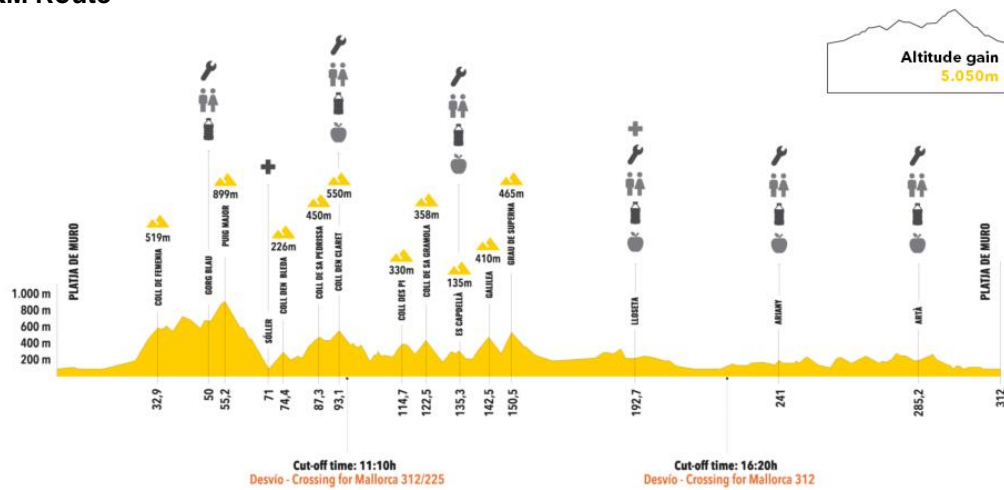 Altitude gain
5.050m
519m
899m
226m
450m
550m
330m
358m
135m
410m
465m
PLATJA DE MURO
COLL DE FEMENIA
GORG BLAU
PUIG MAJOR
SÓLLER
COLL DEN BLEDA
COLL DE SA PEDRISSA
COLL DEN CLARET
COLL DES PI
COLL DE SA GRAMOLA
ES CAPDELLÀ
GALILEA
GRAU DE SUPERNA
LLOSETA
ARIANY
ARTÀ
PLATJA DE MURO
1.000 m
800 m
600 m
400 m
200 m
32,9
50
55,2
71
74,4
87,3
93,1
114,7
122,5
135,3
142,5
150,5
192,7
241
285,2
312
Cut-off time: 11:10h
Desvío - Crossing for Mallorca 312/225
Cut-off time: 16:20h
Desvío - Crossing for Mallorca 312